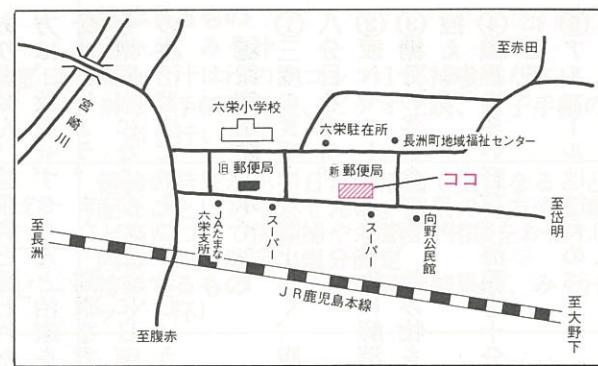 至赤田
宮崎川
六栄小学校
六栄駐在所
長洲町地域福祉センター
旧 郵便局
新 郵便局
ココ
至岱明
至長洲
JAたまな
六栄支所
スーパー
スーパー
向野公民館
JR鹿児島本線
至大野下
至腹赤